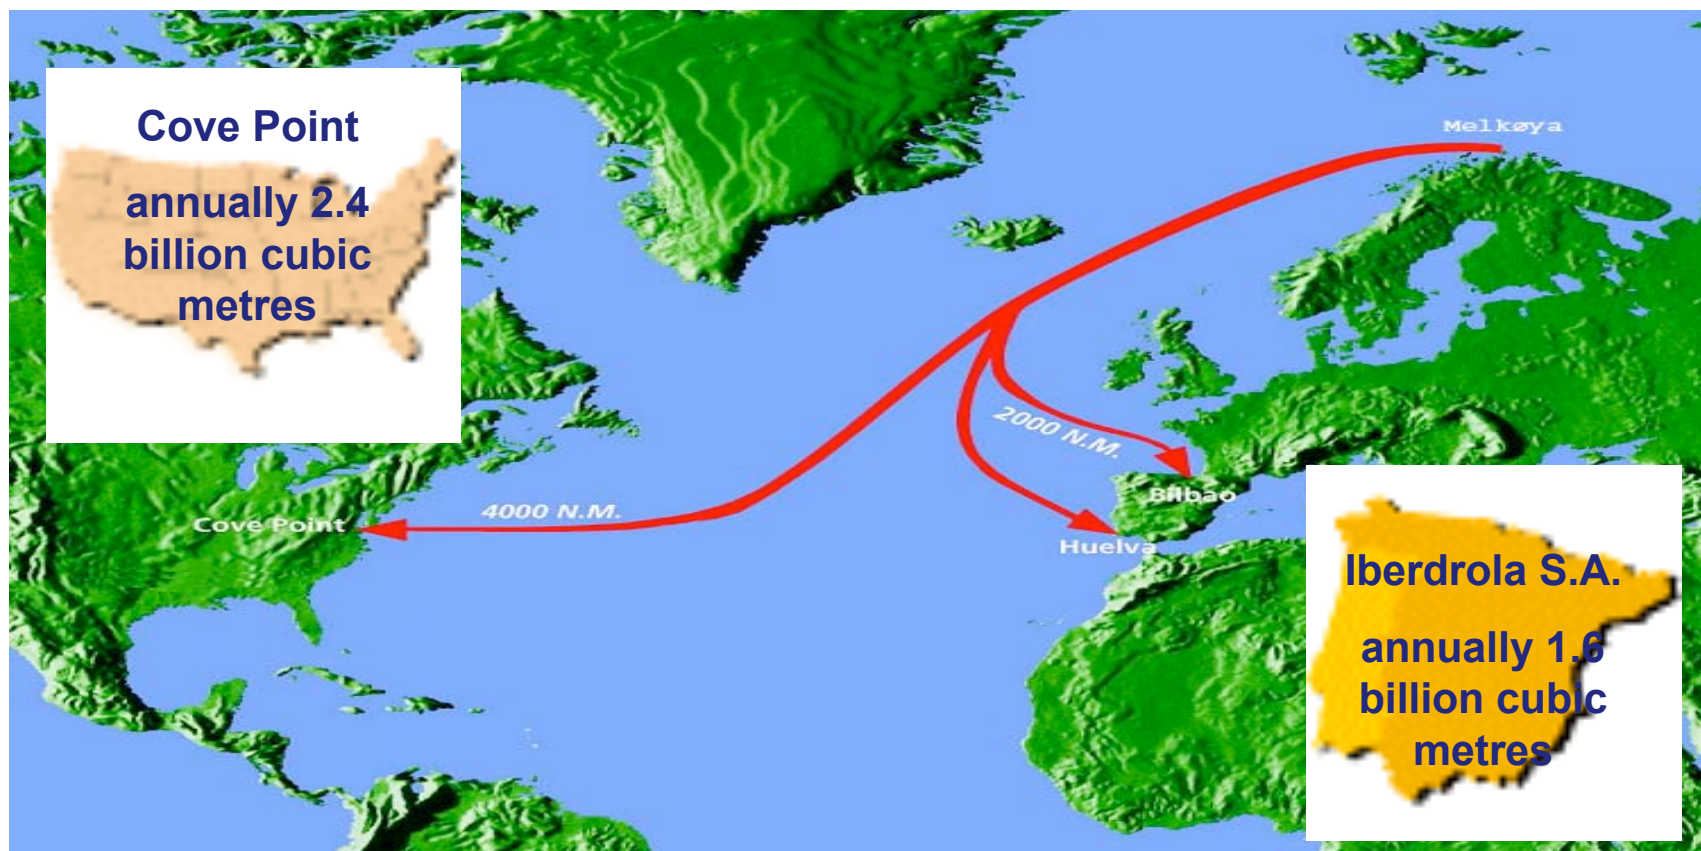 Cove Point
annually 2.4
billion cubic
metres
Melkøya
2000 N.M.
4000 N.M.
Cove Point
Bilbao
Huelva
Iberdrola S.A.
annually 1.6
billion cubic
metres